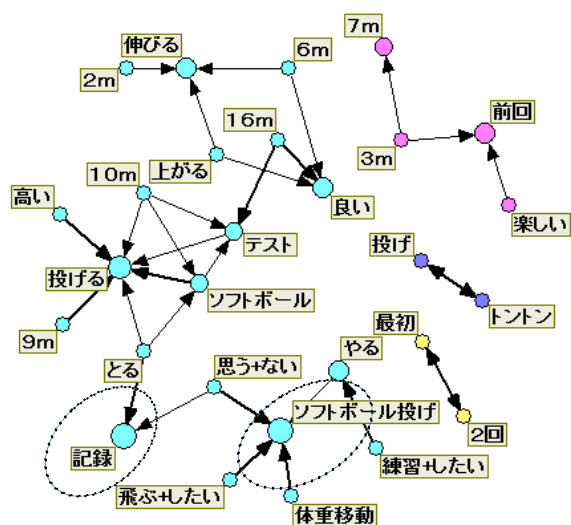 7m
伸びる
6m
2m
前回
16m
3m
上がる
10m
良い
高い
楽しい
テスト
投げ
投げる
ソフトボール
トントン
9m
最初
やる
とる
思う+ない
ソフトボール投げ
2回
記録
練習+したい
飛ぶ+したい
体重移動